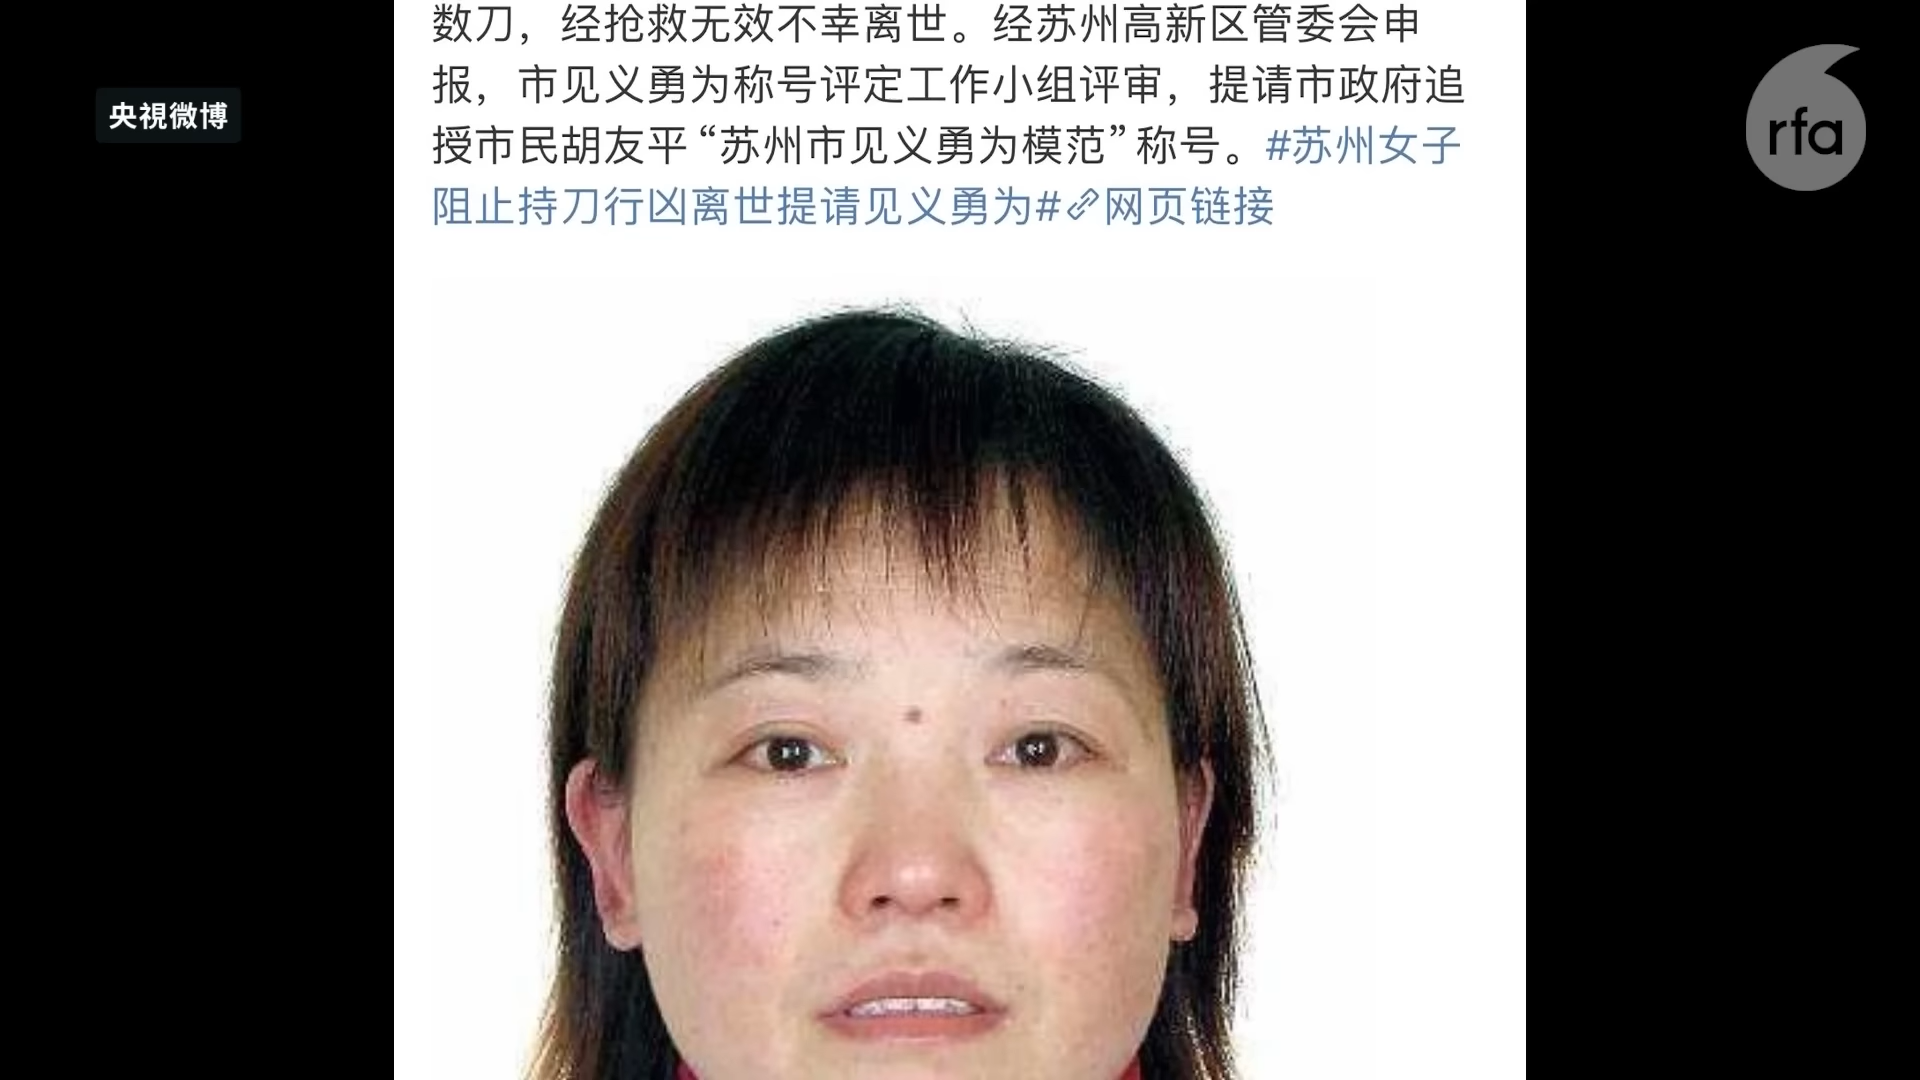 数刀，经抢救无效不幸离世。经苏州高新区管委会申
报，市见义勇为称号评定工作小组评审，提请市政府追
授市民胡友平“苏州市见义勇为模范”称号。#苏州女子
阻止持刀行凶离世提请见义勇为#网页链接
央視微博
rfa